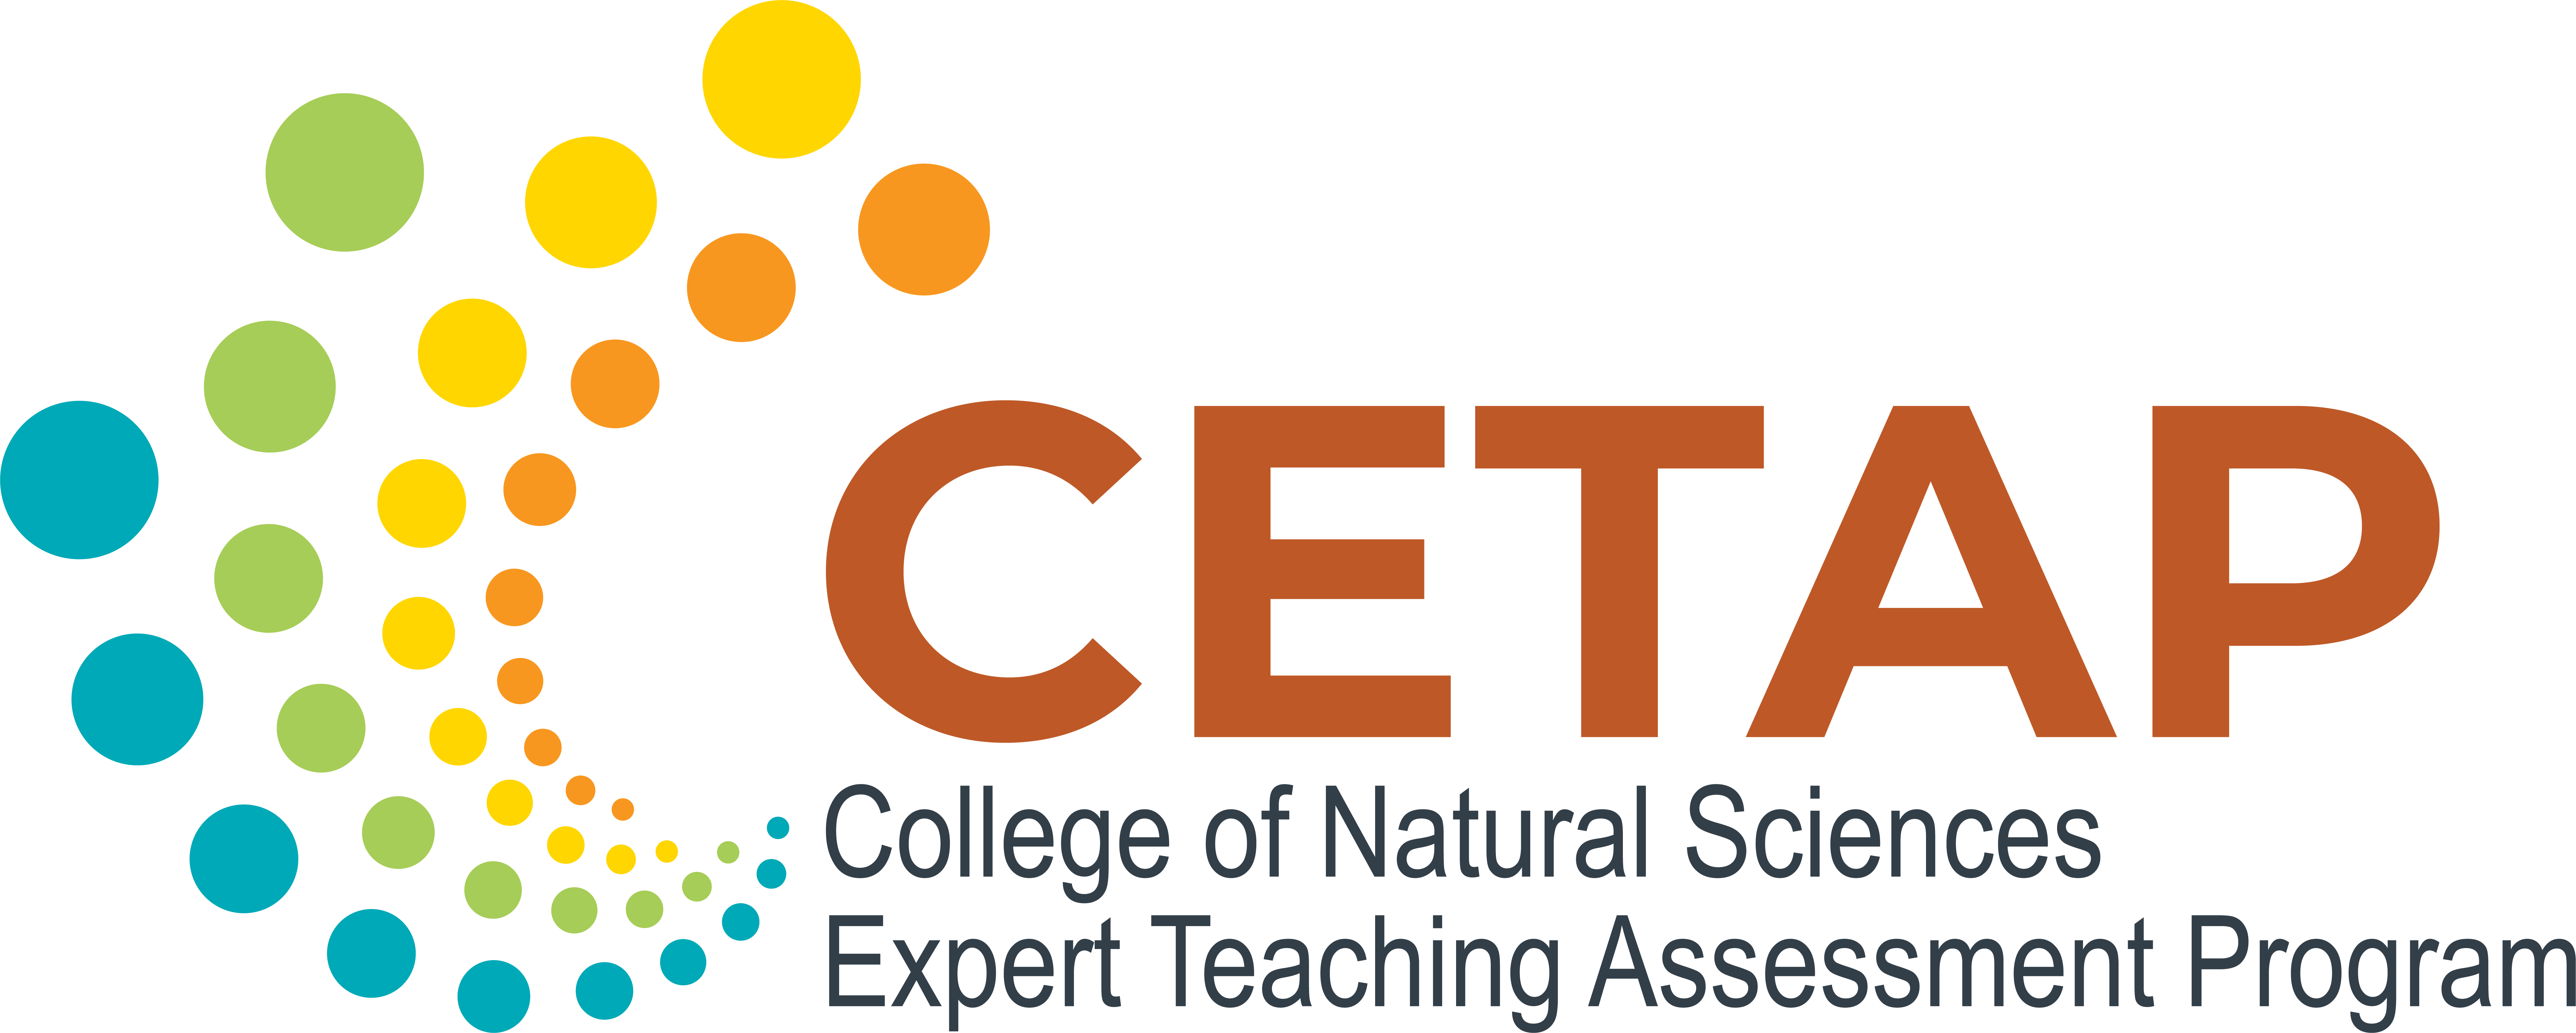 CETAP
College of Natural Sciences
Expert Teaching Assessment Program